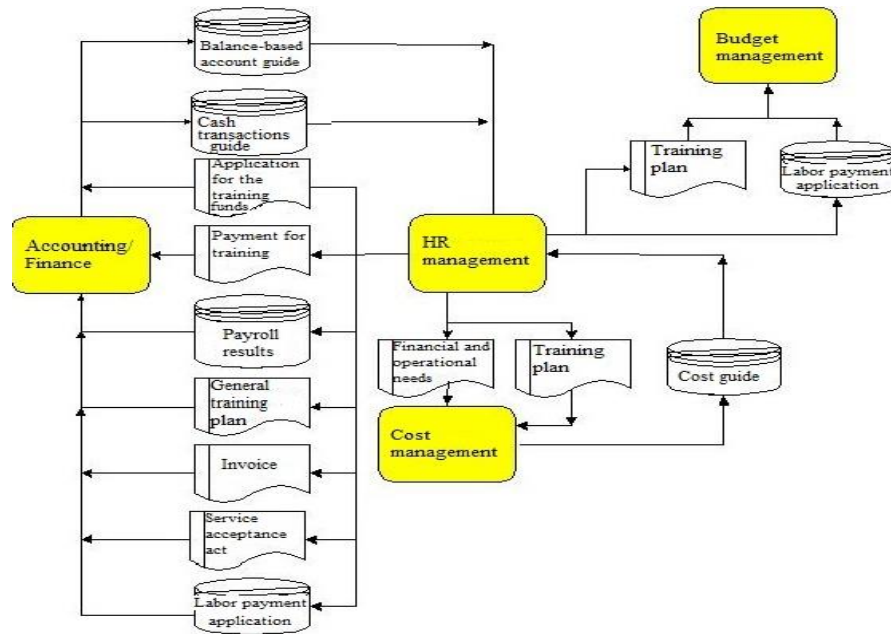 Balance-based
account guide
Cash
transactions
guide
Application
for the
training
funds.
Accounting/
Finance
Payment for
training
Payroll
results
General
training
plan
Invoice
Service
acceptance
act
Labor payment
application
HR
management
Financial and
operational
needs
Training
plan
Cost
management
Cost guide
Budget
management
Training
plan
Labor payment
application